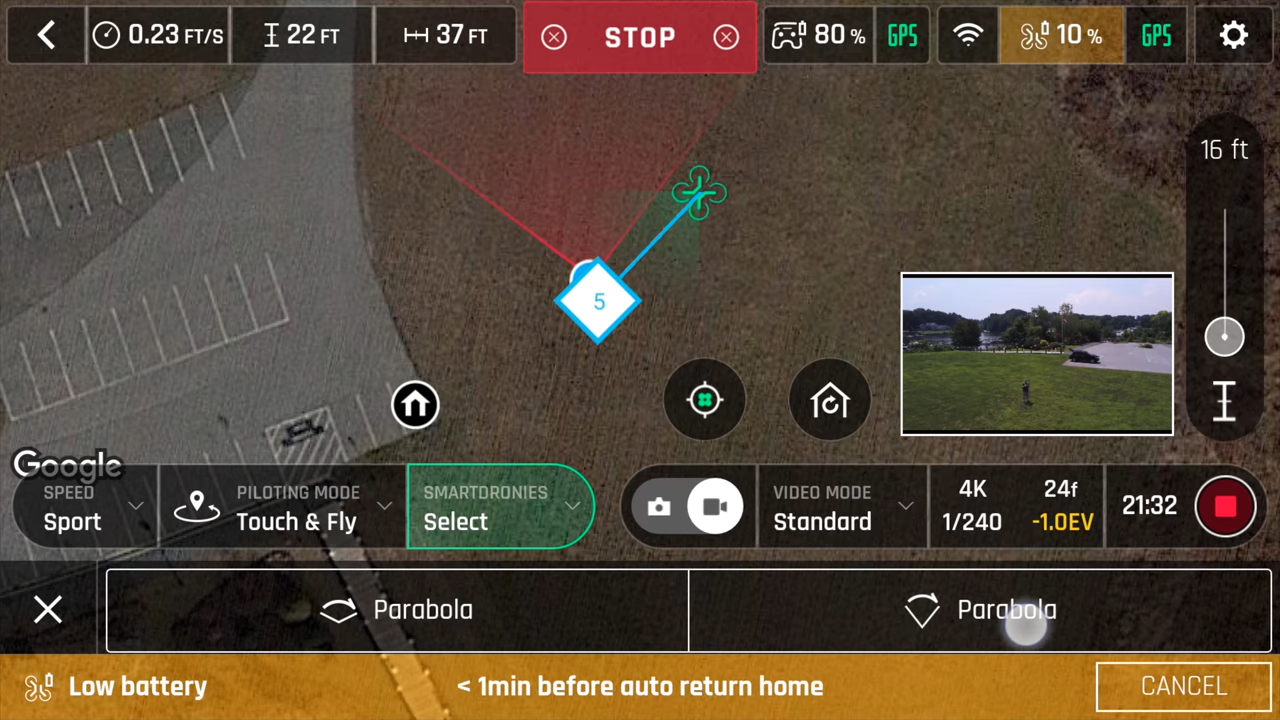 0.23 FT/S
22 FT
37 FT
STOP
80 %
GPS
10 %
GPS
16 ft
5
Google
SPEED
Sport
PILOTING MODE
Touch & Fly
SMARTDRONIES
Select
VIDEO MODE
Standard
4K
1/240
24f
-1.0EV
21:32
Parabola
Parabola
Low battery
< 1min before auto return home
CANCEL